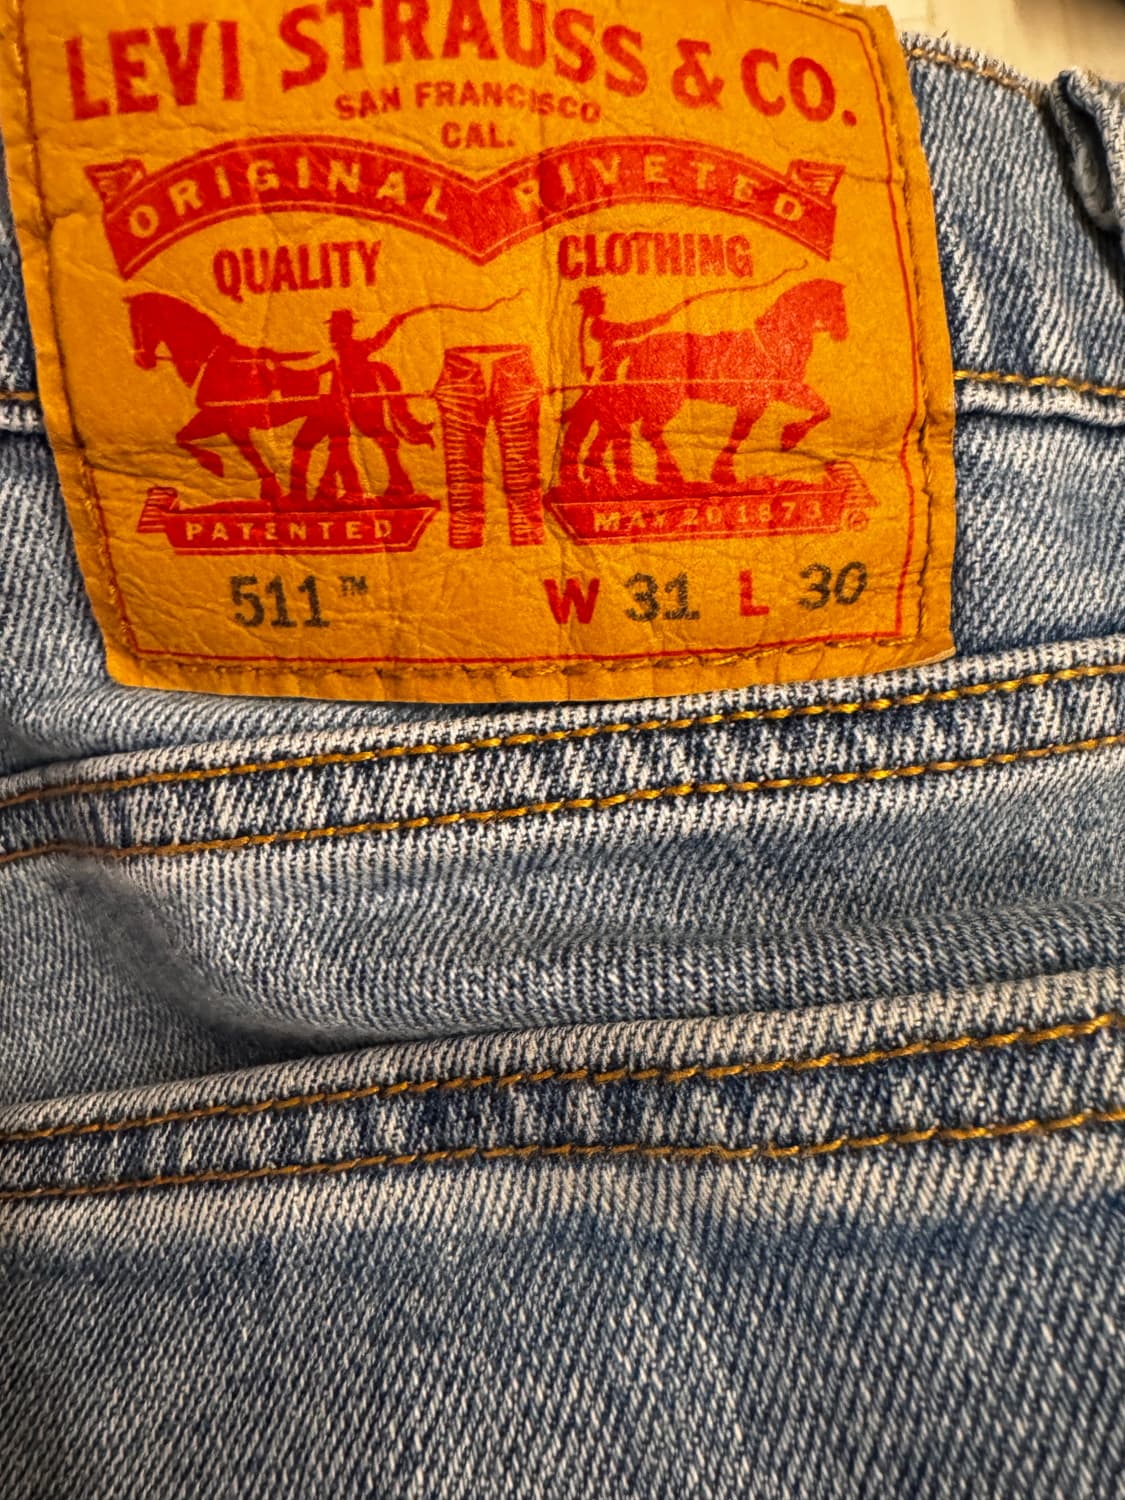 LEVI STRAUSS & CO.
SAN FRANCISCO
CAL.
ORIGINAL RIVETED
QUALITY CLOTHING
PATENTED MAY 20 1873 ©
511™ W 31 L 30